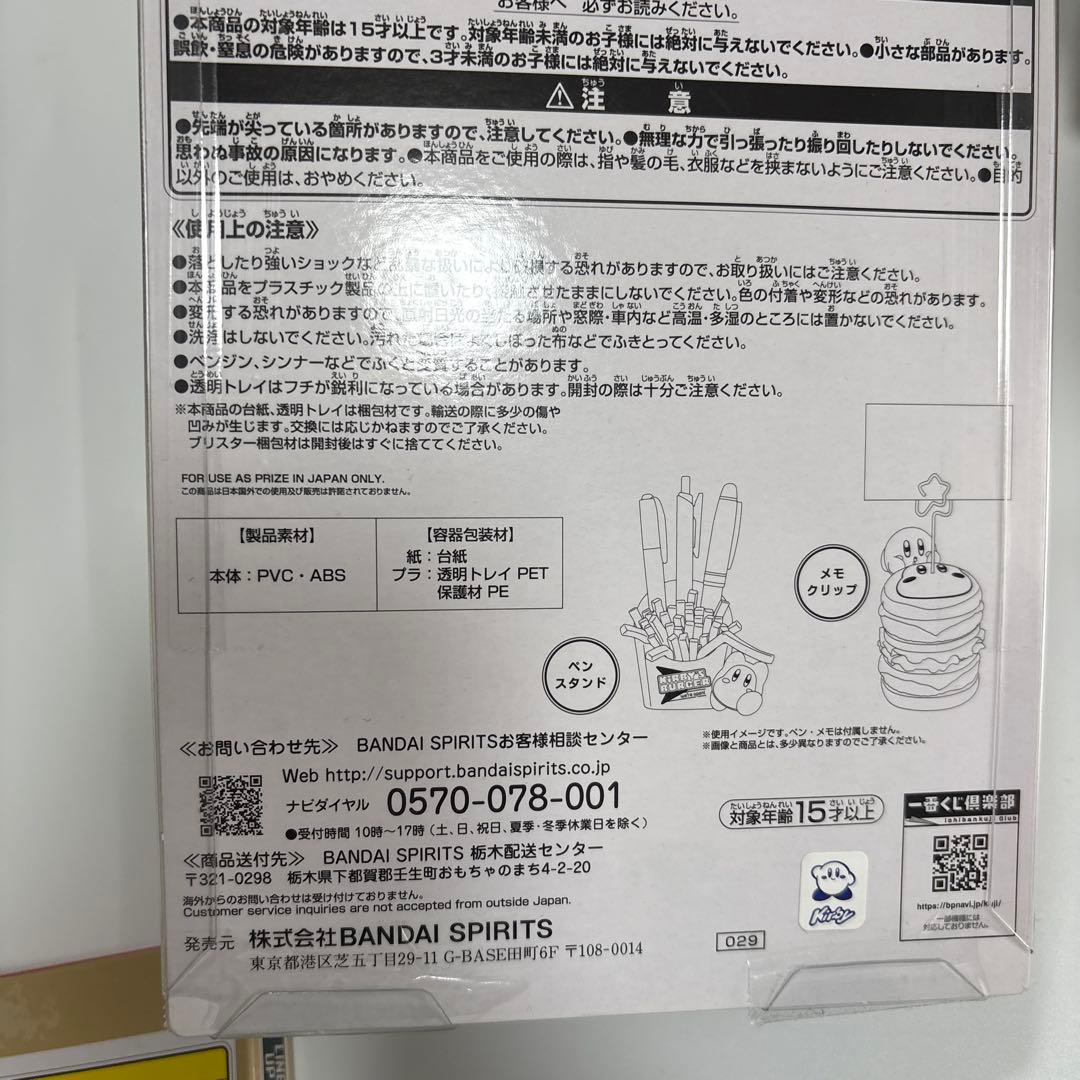 お客様へ 必ずお読みください。
●本商品の対象年齢は15才以上です。対象年齢未満のお子様には絶対に与えないでください。●小さな部品があります。
誤飲・窒息の危険がありますので、3才未満のお子様には絶対に与えないでください。
⚠注 意
●先端が尖っている箇所がありますので、注意してください。●無理な力で引っ張ったり振り回したりしないでください。
思わぬ事故の原因になります。●本商品をご使用の際は、指や髪の毛、衣服などを挟まないようにご注意ください。●目的
以外のご使用は、おやめください。
《使用上の注意》
●落としたり強いショックなど乱暴な扱いにより破損する恐れがありますので、お取り扱いにはご注意ください。
●本商品をプラスチック製品の上に置いたり、接触させたままにしないでください。色の付着や変形などの恐れがあります。
●変形する恐れがありますので、直射日光の当たる場所や窓際・車内など高温・多湿のところには置かないでください。
●洗浄はしないでください。汚れた場合はよくしぼった布などでふきとってください。
●ベンジン、シンナーなどでふくと変質することがあります。
●透明トレイはフチが鋭利になっている場合があります。開封の際は十分ご注意ください。
※本商品の台紙、透明トレイは梱包材です。輸送の際に多少の傷や
凹みが生じます。交換には応じかねますのでご了承ください。
ブリスター梱包材は開封後はすぐに捨ててください。
FOR USE AS PRIZE IN JAPAN ONLY.
この商品は日本国外での使用及び販売は許諾されておりません。
【製品素材】
本体：PVC・ABS
【容器包装材】
紙：台紙
プラ：透明トレイ PET
保護材 PE
メモ
クリップ
ペン
スタンド
KIRBY'S
BURGER
※使用イメージです。ペン・メモは付属しません。
※画像と商品とは、多少異なりますのでご了承ください。
≪お問い合わせ先≫ BANDAI SPIRITSお客様相談センター
Web http://support.bandaispirits.co.jp
ナビダイヤル 0570-078-001
●受付時間 10時〜17時（土、日、祝日、夏季・冬季休業日を除く）
≪商品送付先≫ BANDAI SPIRITS 栃木配送センター
〒321-0298 栃木県下都賀郡壬生町おもちゃのまち4-2-20
海外からのお問い合わせは受け付けておりません。
Customer service inquiries are not accepted from outside Japan.
発売元 株式会社BANDAI SPIRITS
東京都港区芝五丁目29-11 G-BASE田町6F 〒108-0014
対象年齢15才以上
Kirby
029
一番くじ倶楽部
ichibankuji Club
https://bpnavi.jp/kuji/
一部機種には
対応しておりません。
LINE
UP